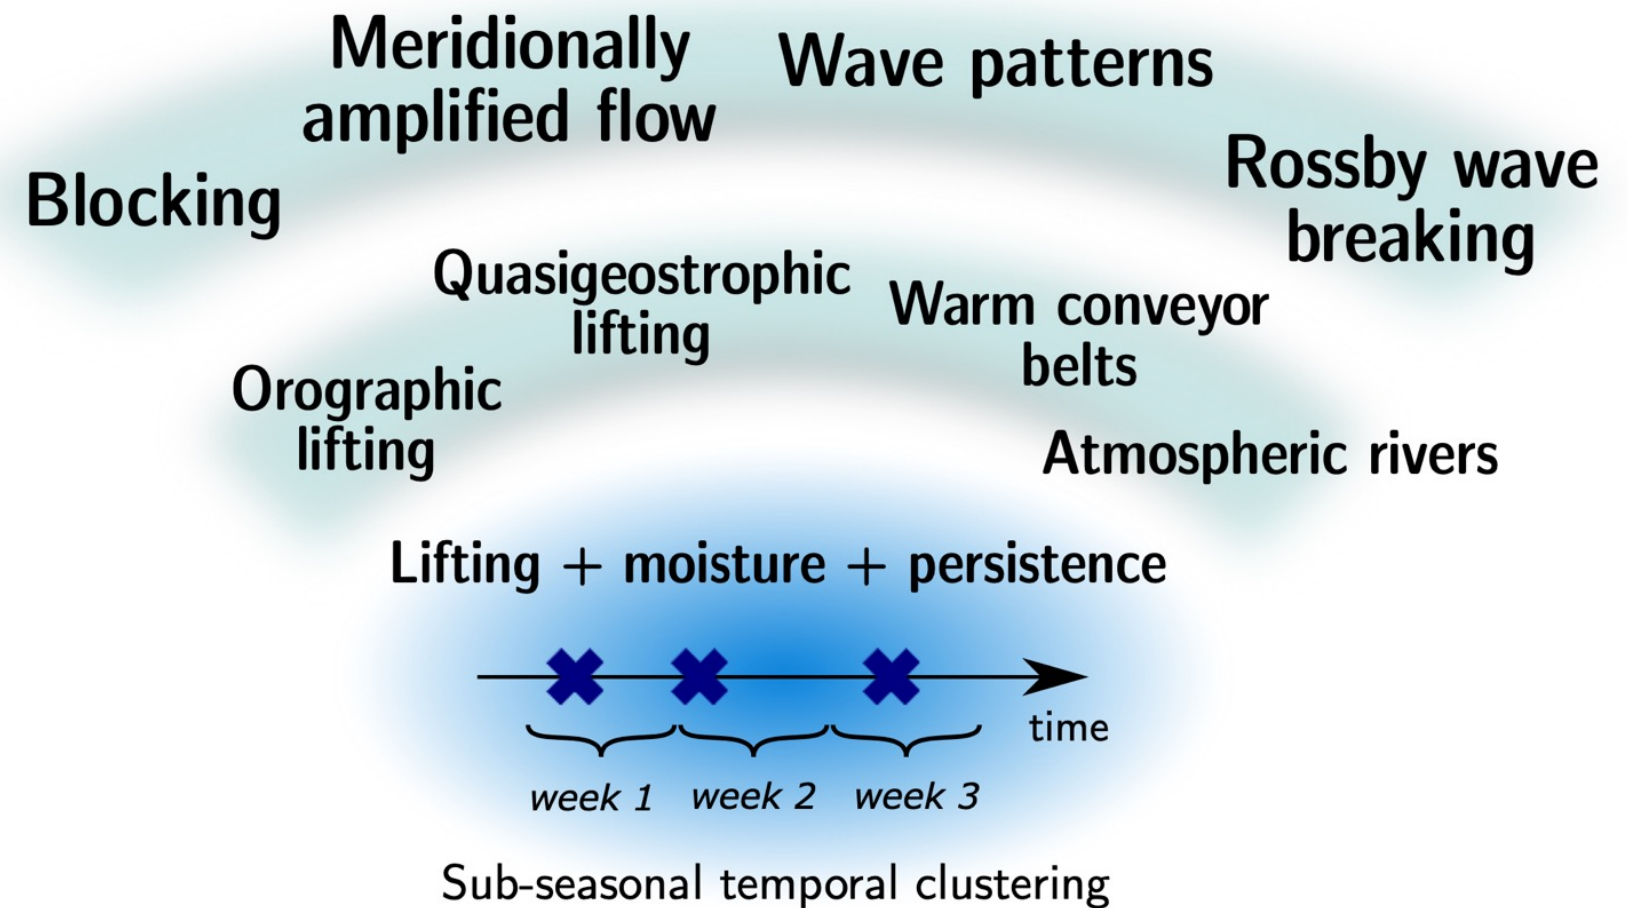 Meridionally
amplified flow
Wave patterns
Blocking
Rossby wave
breaking
Quasigeostrophic
lifting
Warm conveyor
belts
Orographic
lifting
Atmospheric rivers
Lifting + moisture + persistence
time
week 1 week 2 week 3
Sub-seasonal temporal clustering